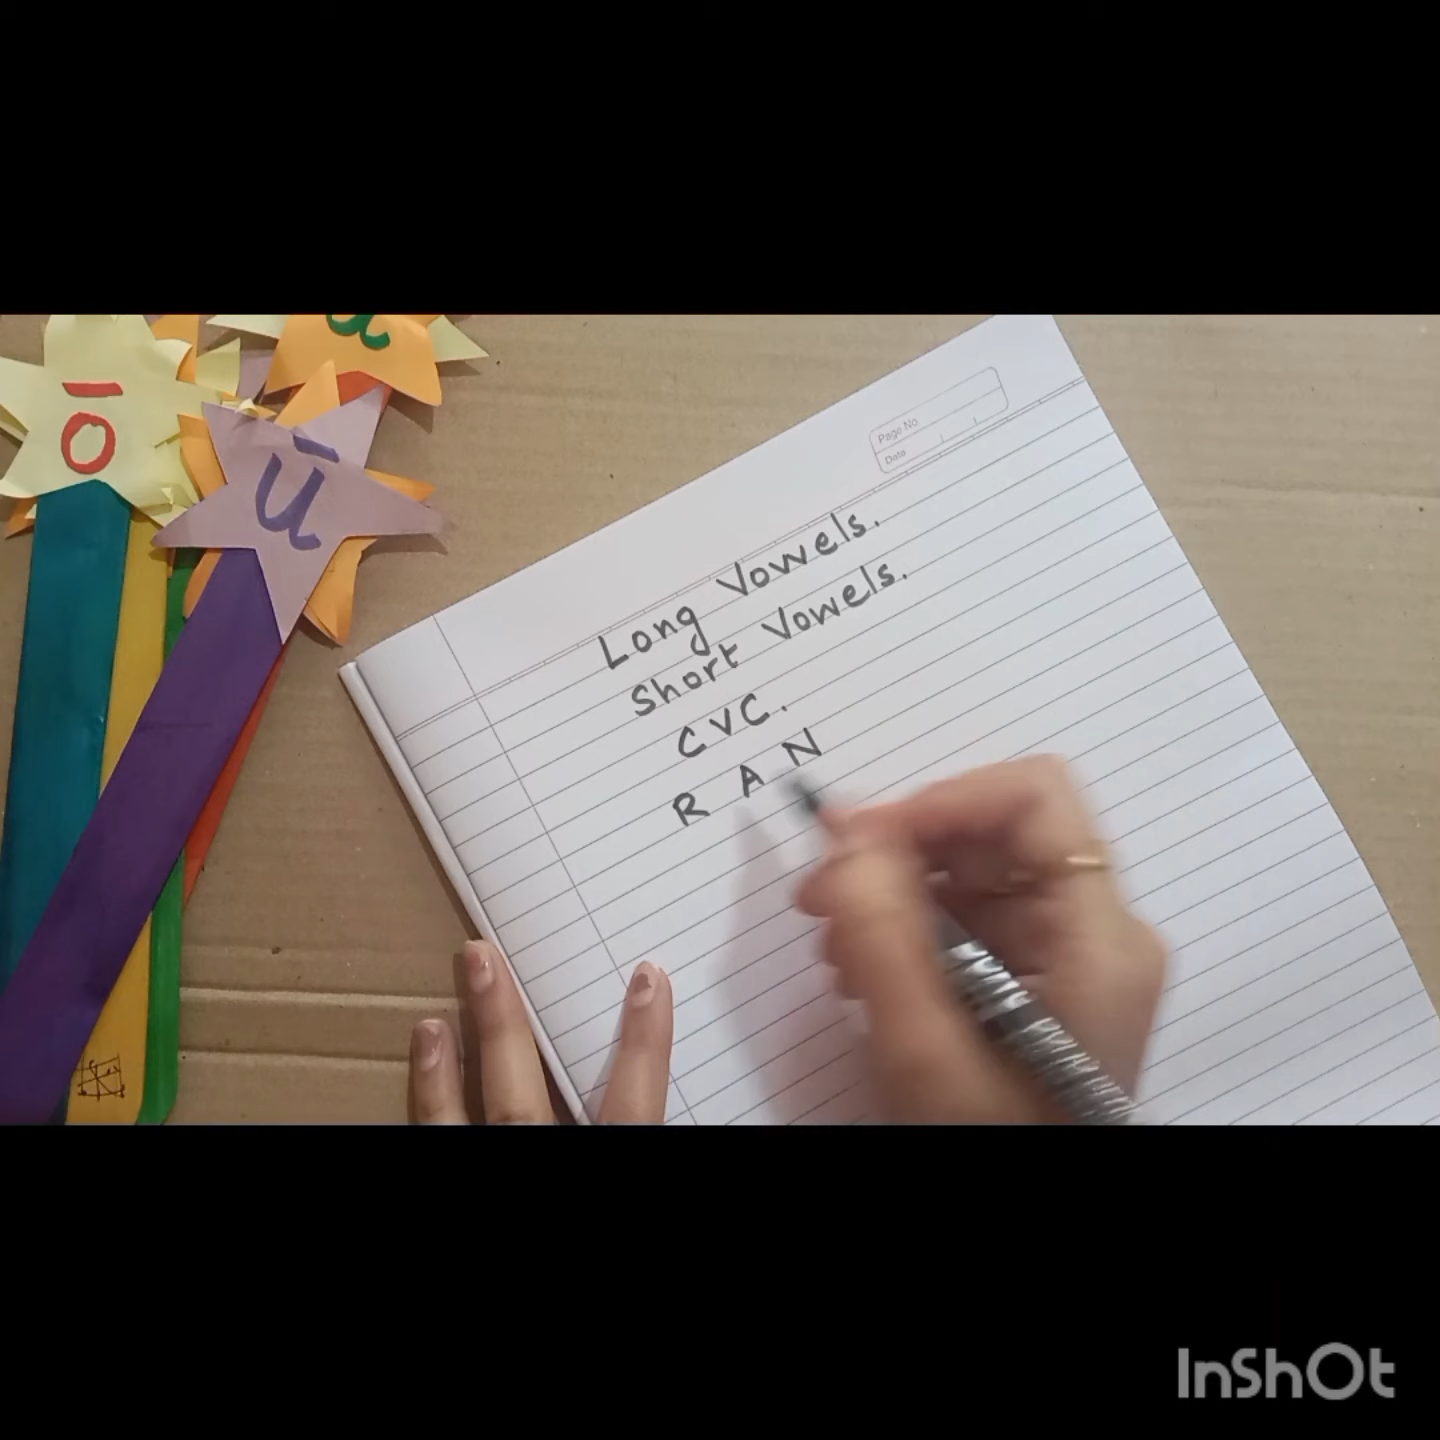 ō
a
ū
Page No
Date
Long Vowels.
Short Vowels.
CVC.
R A N
InShOt